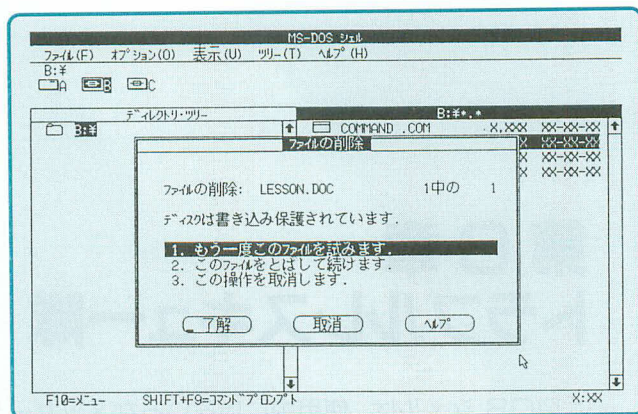 MS-DOS シェル
ファイル(F) オプション(O) 表示(U) ツリー(T) ヘルプ(H)
B:¥
A B C
ディレクトリ・ツリー B:¥*.*
B:¥ COMMAND .COM X,XXX XX-XX-XX
ファイルの削除 X XX-XX-XX
X XX-XX-XX
X XX-XX-XX
ファイルの削除: LESSON.DOC 1中の 1
ディスクは書き込み保護されています.
1. もう一度このファイルを試みます.
2. このファイルをとばして続けます.
3. この操作を取消します.
了解 取消 ヘルプ
F10=メニュー SHIFT+F9=コマンドプロンプト X:XX